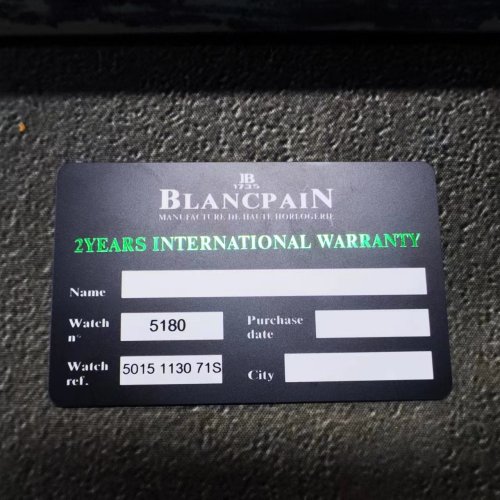 JB
1735
BLANCPAIN
MANUFACTURE DE HAUTE HORLOGERIE
2YEARS INTERNATIONAL WARRANTY
Name
Watch n° 5180 Purchase date
Watch ref. 5015 1130 71S City